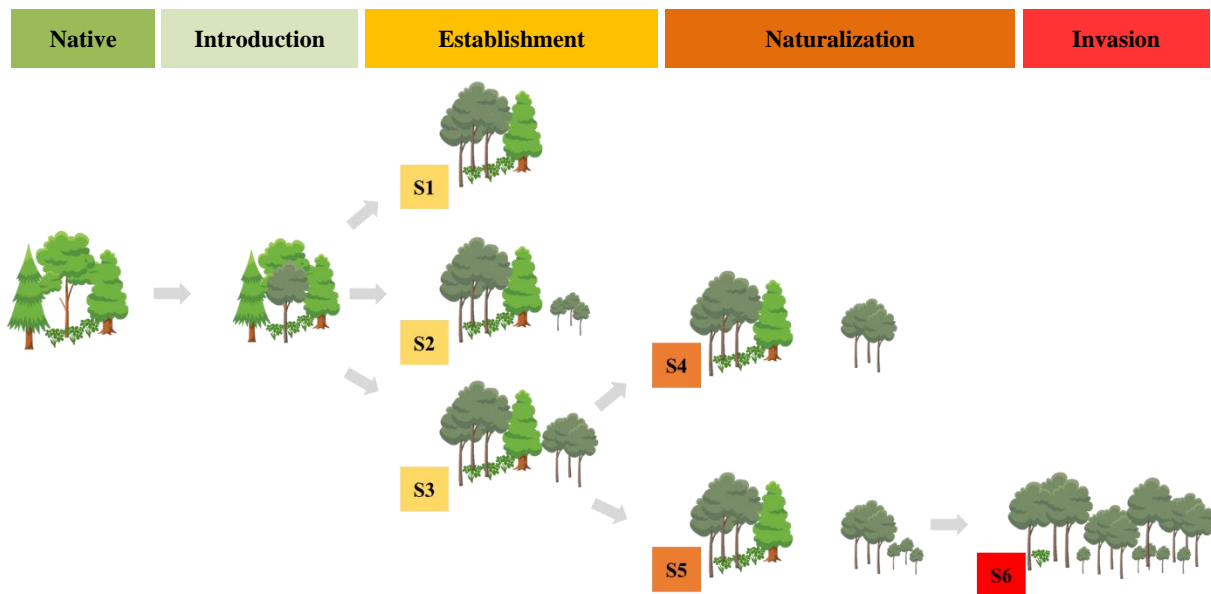 Native
Introduction
Establishment
Naturalization
Invasion
S1
S2
S3
S4
S5
S6